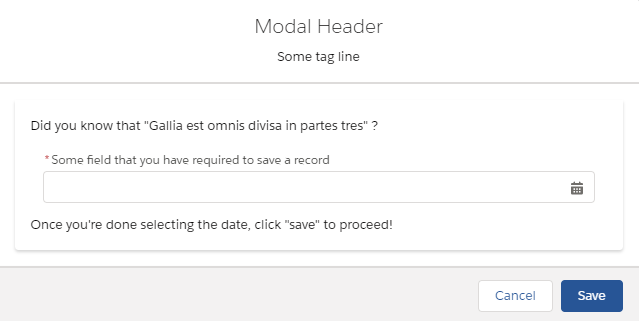 Modal Header
Some tag line
Did you know that "Gallia est omnis divisa in partes tres" ?
* Some field that you have required to save a record
Once you're done selecting the date, click "save" to proceed!
Cancel Save